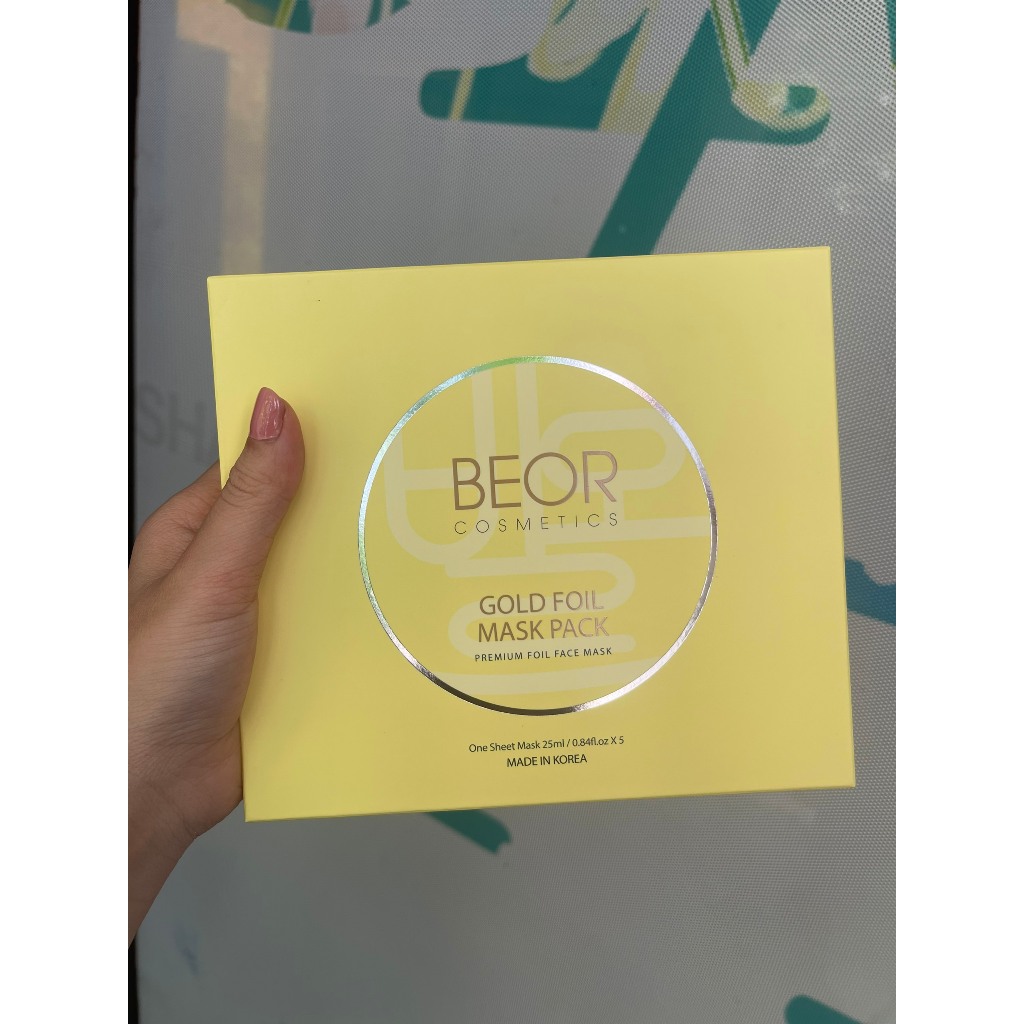 BEOR
COSMETICS
GOLD FOIL
MASK PACK
PREMIUM FOIL FACE MASK
One Sheet Mask 25ml / 0.84fl.oz X 5
MADE IN KOREA